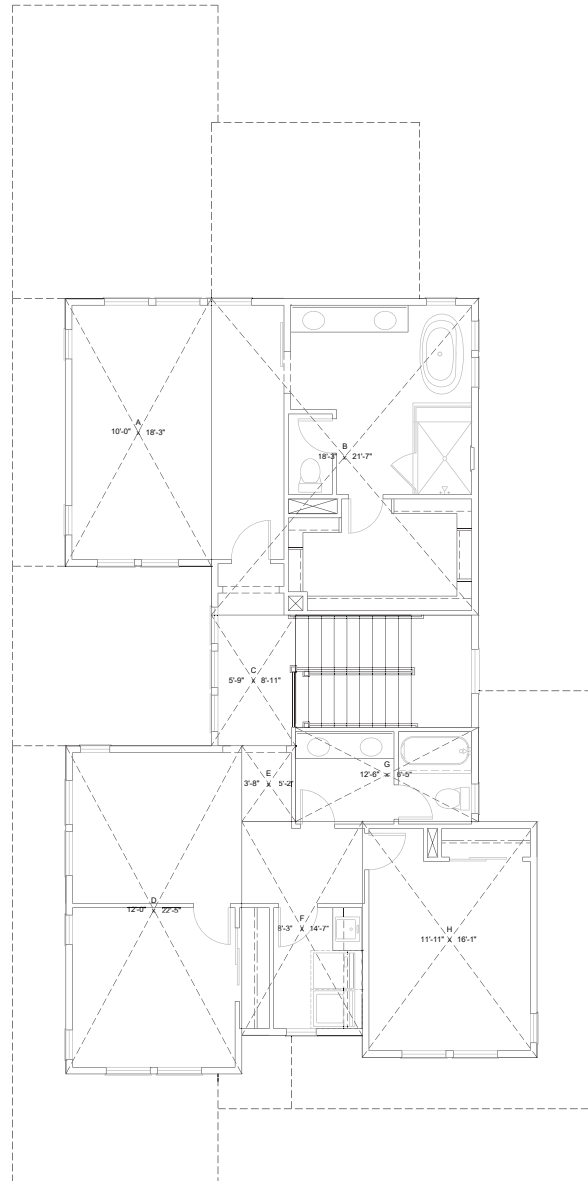 A
10'-0" X 18'-3"
B
18'-3" X 21'-7"
C
5'-9" X 8'-11"
G
12'-6" X 6'-5"
E
3'-8" X 5'-2"
D
12'-0" X 22'-5"
F
8'-3" X 14'-7"
H
11'-11" X 16'-1"